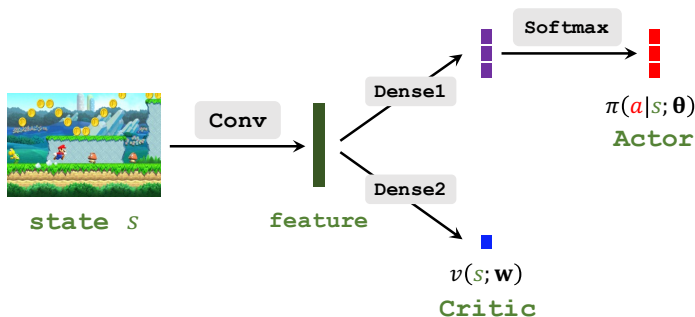 Softmax
Dense1
Conv
π(a|s;θ)
Actor
Dense2
state s
feature
v(s;w)
Critic